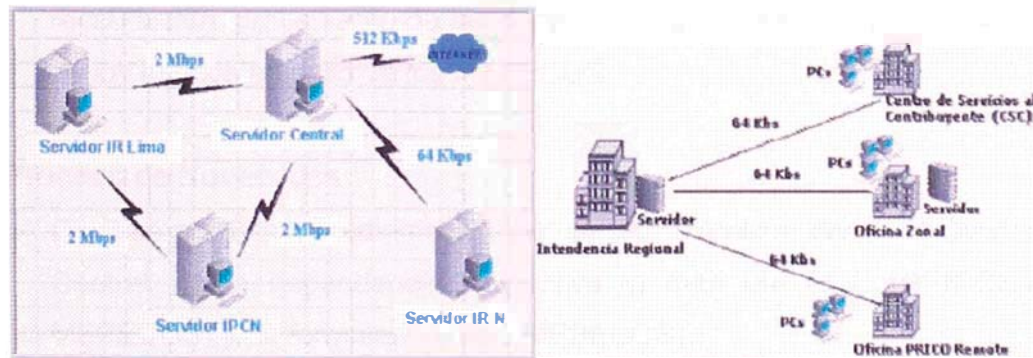 2 Mbps
512 Kbps
INTERNET
Servidor IR Lima
Servidor Central
64 Kbps
2 Mbps
2 Mbps
Servidor IPCN
Servidor IR N
PCs
Centro de Servicios al
Contribuyente (CSC)
64 Kbs
PCs
64 Kbs
Servidor
Servidor
Intendencia Regional
Oficina Zonal
64 Kbs
PCs
Oficina PRICO Remoto